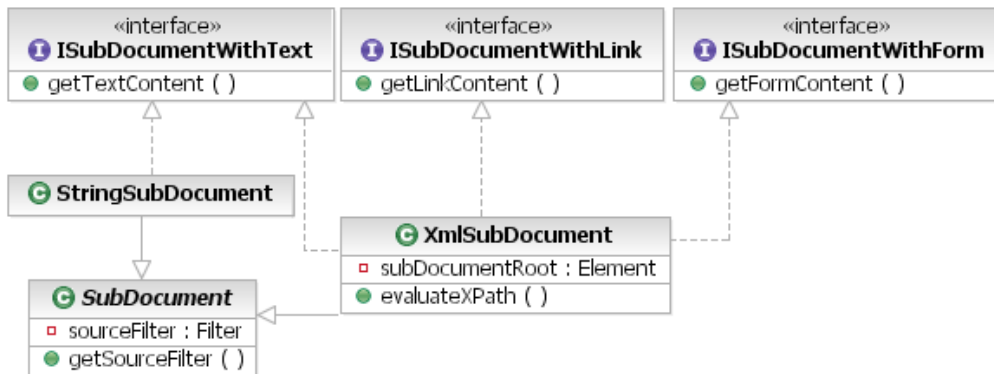 «interface»
I ISubDocumentWithText
getTextContent ( )
«interface»
I ISubDocumentWithLink
getLinkContent ( )
«interface»
I ISubDocumentWithForm
getFormContent ( )
C StringSubDocument
C XmlSubDocument
subDocumentRoot : Element
evaluateXPath ( )
C SubDocument
sourceFilter : Filter
getSourceFilter ( )